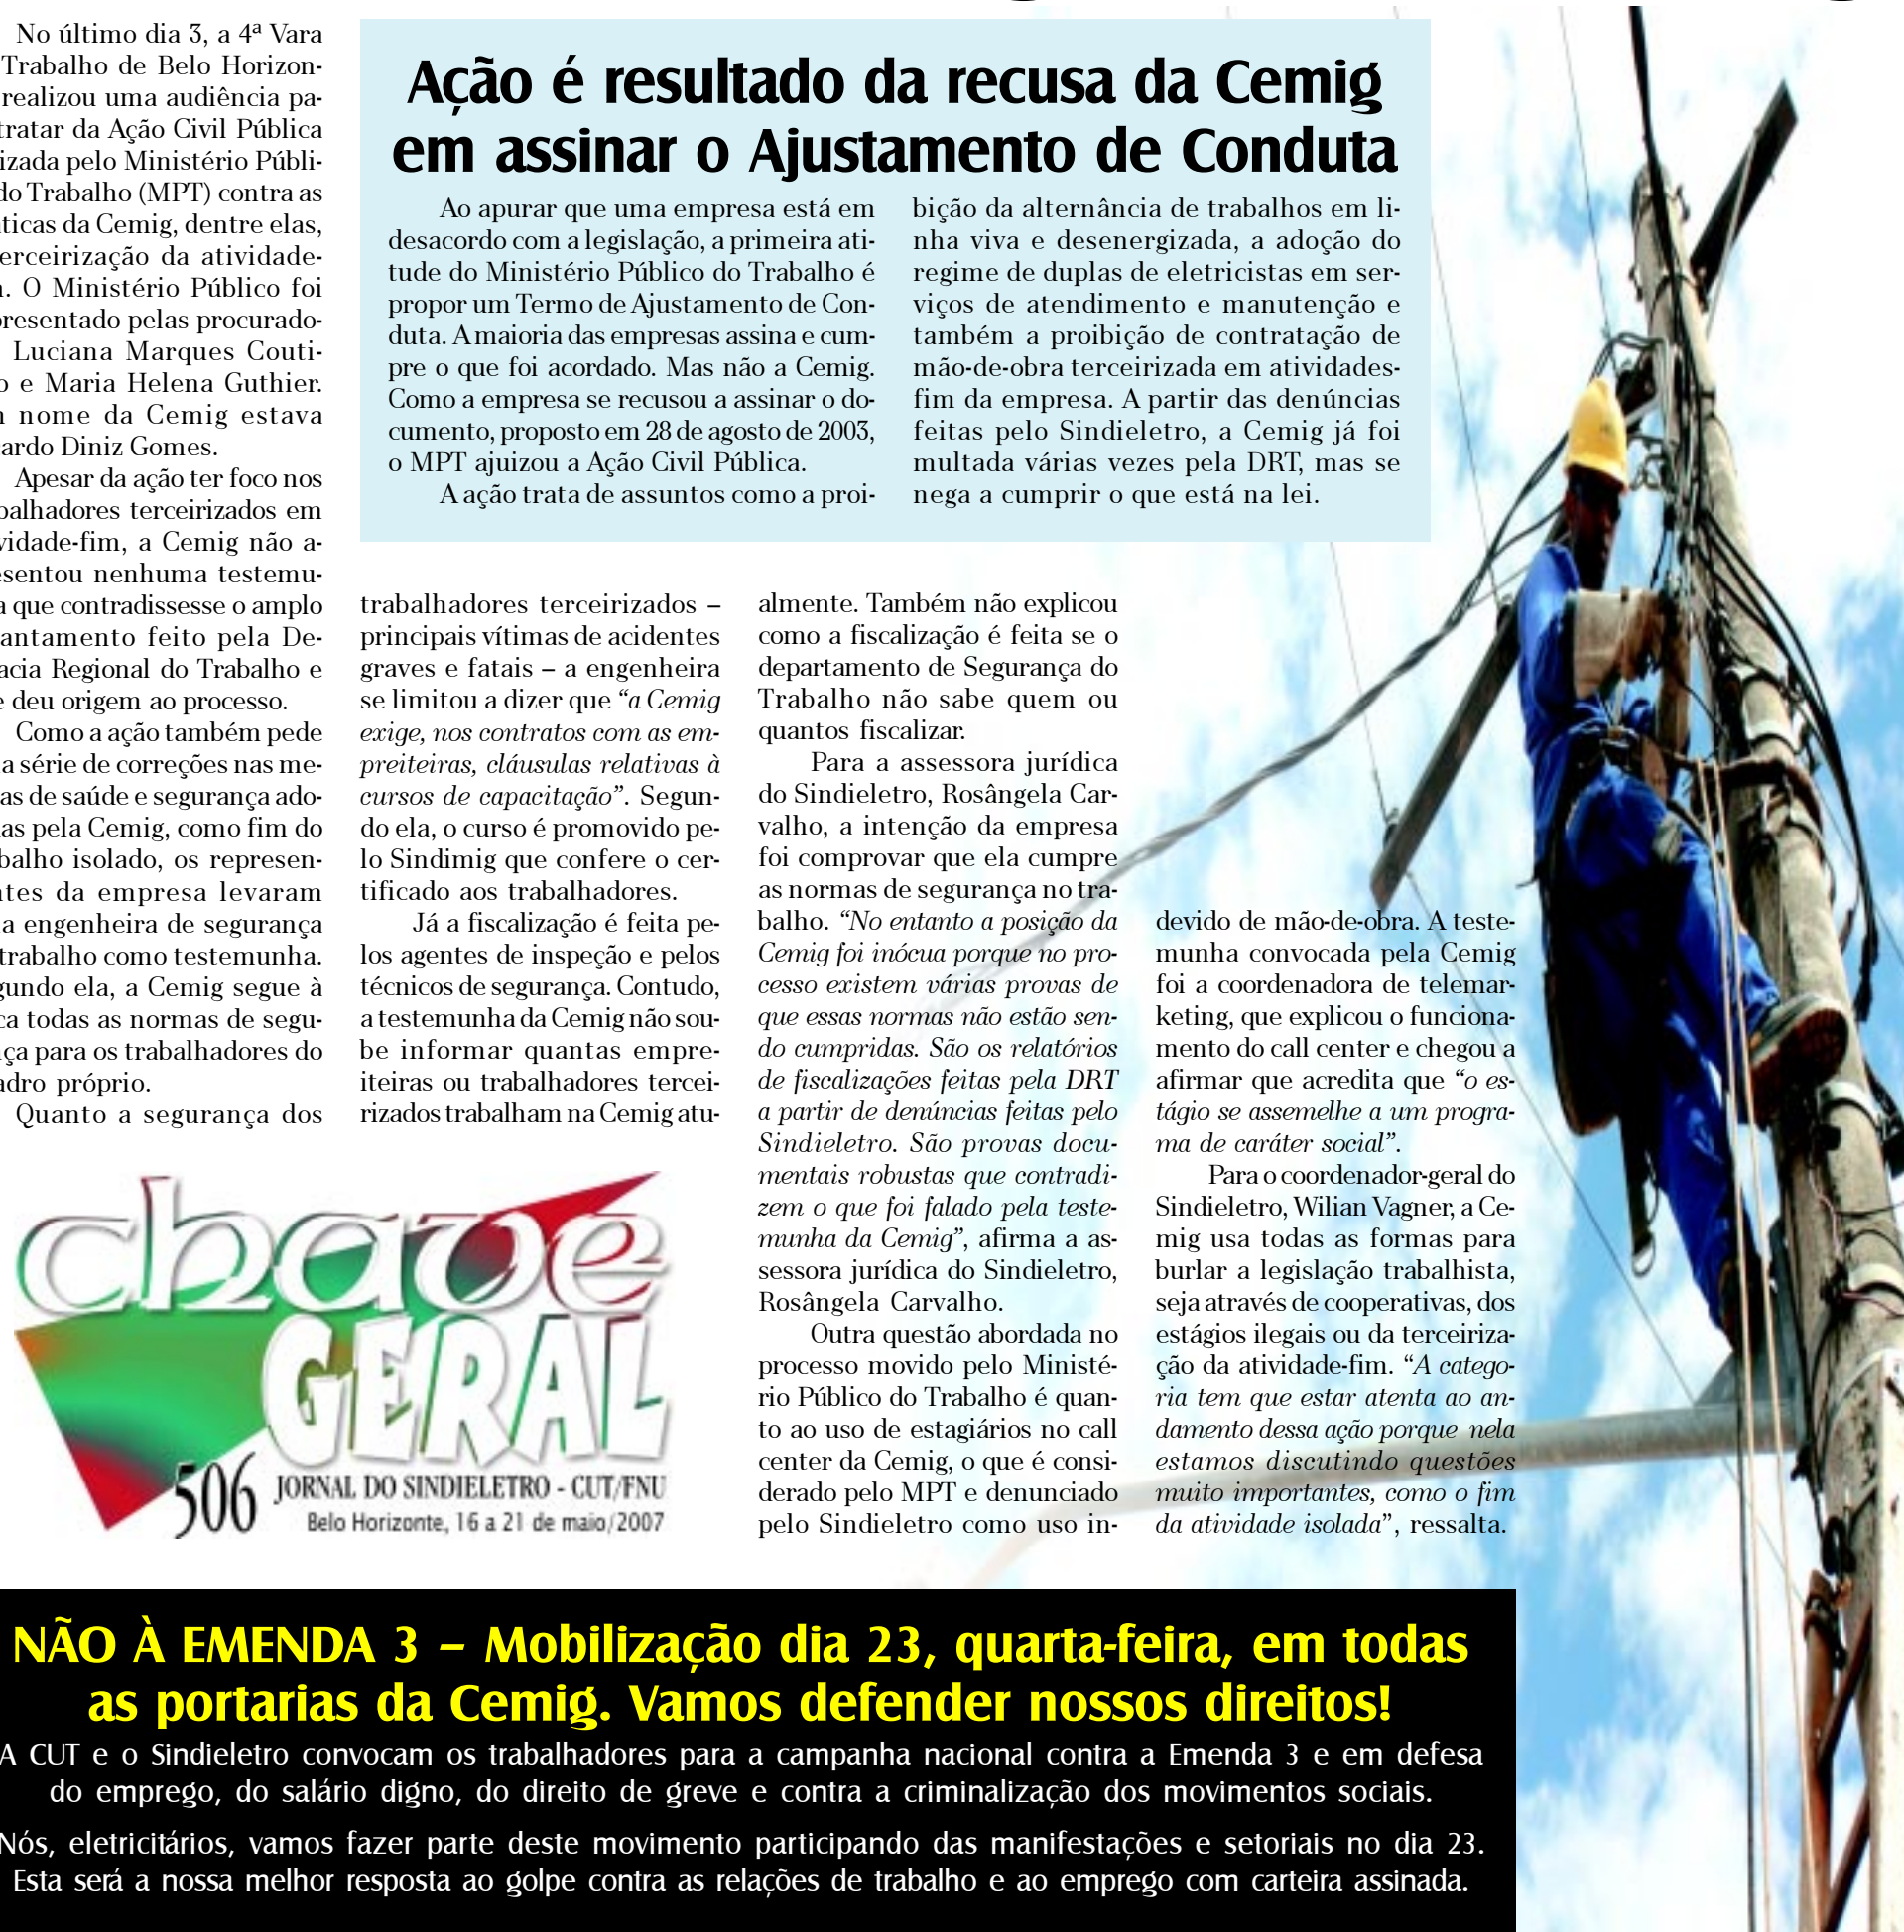 No último dia 3, a 4ª Vara
Trabalho de Belo Horizon-
realizou uma audiência pa-
tratar da Ação Civil Pública
izada pelo Ministério Públi-
do Trabalho (MPT) contra as
ticas da Cemig, dentre elas,
erceirização da atividade-
. O Ministério Público foi
presentado pelas procurado-
Luciana Marques Couti-
o e Maria Helena Guthier.
nome da Cemig estava
cardo Diniz Gomes.
Apesar da ação ter foco nos
balhadores terceirizados em
vidade-fim, a Cemig não a-
esentou nenhuma testemu-
a que contradissesse o amplo
antamento feito pela De-
acia Regional do Trabalho e
e deu origem ao processo.
Como a ação também pede
a série de correções nas me-
as de saúde e segurança ado-
as pela Cemig, como fim do
balho isolado, os represen-
ntes da empresa levaram
a engenheira de segurança
trabalho como testemunha.
gundo ela, a Cemig segue à
ca todas as normas de segu-
ça para os trabalhadores do
adro próprio.
Quanto a segurança dos
Ação é resultado da recusa da Cemig
em assinar o Ajustamento de Conduta
Ao apurar que uma empresa está em
desacordo com a legislação, a primeira ati-
tude do Ministério Público do Trabalho é
propor um Termo de Ajustamento de Con-
duta. A maioria das empresas assina e cum-
pre o que foi acordado. Mas não a Cemig.
Como a empresa se recusou a assinar o do-
cumento, proposto em 28 de agosto de 2003,
o MPT ajuizou a Ação Civil Pública.
A ação trata de assuntos como a proi-
bição da alternância de trabalhos em li-
nha viva e desenergizada, a adoção do
regime de duplas de eletricistas em ser-
viços de atendimento e manutenção e
também a proibição de contratação de
mão-de-obra terceirizada em atividades-
fim da empresa. A partir das denúncias
feitas pelo Sindieletro, a Cemig já foi
multada várias vezes pela DRT, mas se
nega a cumprir o que está na lei.
trabalhadores terceirizados –
principais vítimas de acidentes
graves e fatais – a engenheira
se limitou a dizer que “a Cemig
exige, nos contratos com as em-
preiteiras, cláusulas relativas à
cursos de capacitação”. Segun-
do ela, o curso é promovido pe-
lo Sindimig que confere o cer-
tificado aos trabalhadores.
Já a fiscalização é feita pe-
los agentes de inspeção e pelos
técnicos de segurança. Contudo,
a testemunha da Cemig não sou-
be informar quantas empre-
iteiras ou trabalhadores tercei-
rizados trabalham na Cemig atu-
almente. Também não explicou
como a fiscalização é feita se o
departamento de Segurança do
Trabalho não sabe quem ou
quantos fiscalizar.
Para a assessora jurídica
do Sindieletro, Rosângela Car-
valho, a intenção da empresa
foi comprovar que ela cumpre
as normas de segurança no tra-
balho. “No entanto a posição da
Cemig foi inócua porque no pro-
cesso existem várias provas de
que essas normas não estão sen-
do cumpridas. São os relatórios
de fiscalizações feitas pela DRT
a partir de denúncias feitas pelo
Sindieletro. São provas docu-
mentais robustas que contradi-
zem o que foi falado pela teste-
munha da Cemig”, afirma a as-
sessora jurídica do Sindieletro,
Rosângela Carvalho.
Outra questão abordada no
processo movido pelo Ministé-
rio Público do Trabalho é quan-
to ao uso de estagiários no call
center da Cemig, o que é consi-
derado pelo MPT e denunciado
pelo Sindieletro como uso in-
devido de mão-de-obra. A teste-
munha convocada pela Cemig
foi a coordenadora de telemar-
keting, que explicou o funciona-
mento do call center e chegou a
afirmar que acredita que “o es-
tágio se assemelhe a um progra-
ma de caráter social”.
Para o coordenador-geral do
Sindieletro, Wilian Vagner, a Ce-
mig usa todas as formas para
burlar a legislação trabalhista,
seja através de cooperativas, dos
estágios ilegais ou da terceiriza-
ção da atividade-fim. “A catego-
ria tem que estar atenta ao an-
damento dessa ação porque nela
estamos discutindo questões
muito importantes, como o fim
da atividade isolada”, ressalta.
chave
GERAL
506 JORNAL DO SINDIELETRO - CUT/FNU
Belo Horizonte, 16 a 21 de maio/2007
NÃO À EMENDA 3 – Mobilização dia 23, quarta-feira, em todas
as portarias da Cemig. Vamos defender nossos direitos!
A CUT e o Sindieletro convocam os trabalhadores para a campanha nacional contra a Emenda 3 e em defesa
do emprego, do salário digno, do direito de greve e contra a criminalização dos movimentos sociais.
Nós, eletricitários, vamos fazer parte deste movimento participando das manifestações e setoriais no dia 23.
Esta será a nossa melhor resposta ao golpe contra as relações de trabalho e ao emprego com carteira assinada.